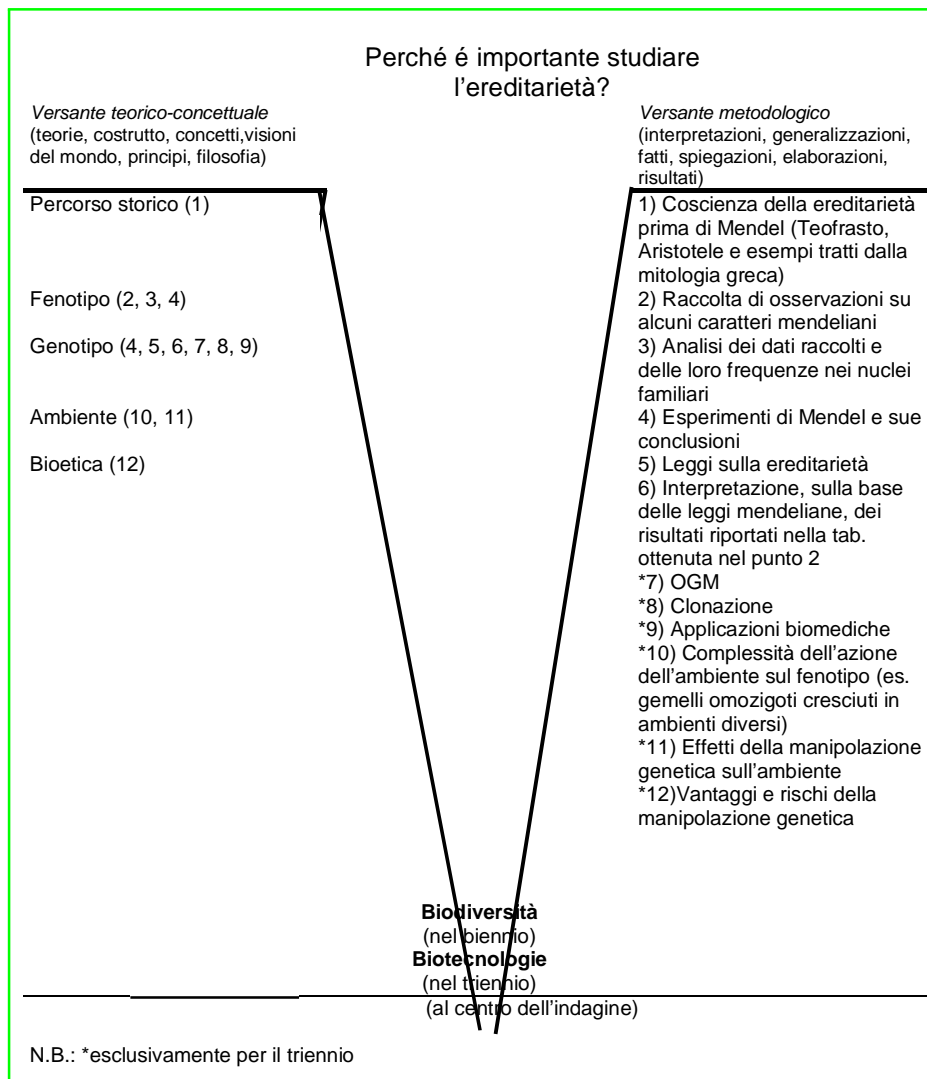 Perché é importante studiare
l'ereditarietà?
Versante teorico-concettuale
(teorie, costrutto, concetti,visioni
del mondo, principi, filosofia)
Percorso storico (1)
Fenotipo (2, 3, 4)
Genotipo (4, 5, 6, 7, 8, 9)
Ambiente (10, 11)
Bioetica (12)
Versante metodologico
(interpretazioni, generalizzazioni,
fatti, spiegazioni, elaborazioni,
risultati)
1) Coscienza della ereditarietà
prima di Mendel (Teofrasto,
Aristotele e esempi tratti dalla
mitologia greca)
2) Raccolta di osservazioni su
alcuni caratteri mendeliani
3) Analisi dei dati raccolti e
delle loro frequenze nei nuclei
familiari
4) Esperimenti di Mendel e sue
conclusioni
5) Leggi sulla ereditarietà
6) Interpretazione, sulla base
delle leggi mendeliane, dei
risultati riportati nella tab.
ottenuta nel punto 2
*7) OGM
*8) Clonazione
*9) Applicazioni biomediche
*10) Complessità dell'azione
dell'ambiente sul fenotipo (es.
gemelli omozigoti cresciuti in
ambienti diversi)
*11) Effetti della manipolazione
genetica sull'ambiente
*12)Vantaggi e rischi della
manipolazione genetica
Biodiversità
(nel biennio)
Biotecnologie
(nel triennio)
(al centro dell'indagine)
N.B.: *esclusivamente per il triennio